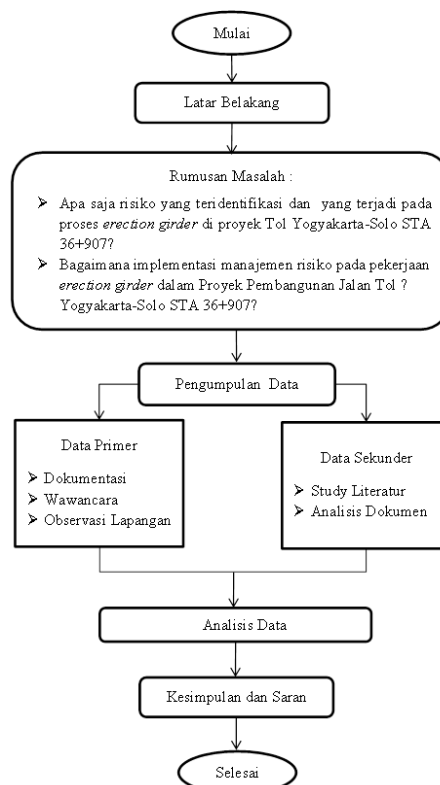 Mulai
Latar Belakang
Rumusan Masalah :
➢ Apa saja risiko yang teridentifikasi dan yang terjadi pada
proses erection girder di proyek Tol Yogyakarta-Solo STA
36+907?
➢ Bagaimana implementasi manajemen risiko pada pekerjaan
erection girder dalam Proyek Pembangunan Jalan Tol ?
Yogyakarta-Solo STA 36+907?
Pengumpulan Data
Data Primer
➢ Dokumentasi
➢ Wawancara
➢ Observasi Lapangan
Data Sekunder
➢ Study Literatur
➢ Analisis Dokumen
Analisis Data
Kesimpulan dan Saran
Selesai